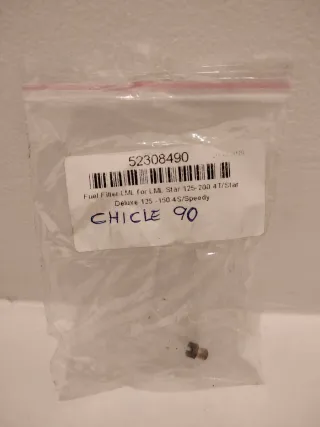 52308490
Fuel Filter LML for LML Star 125-200 4T/Star
Deluxe 125-150 4S/Speedy
CHICLE 90